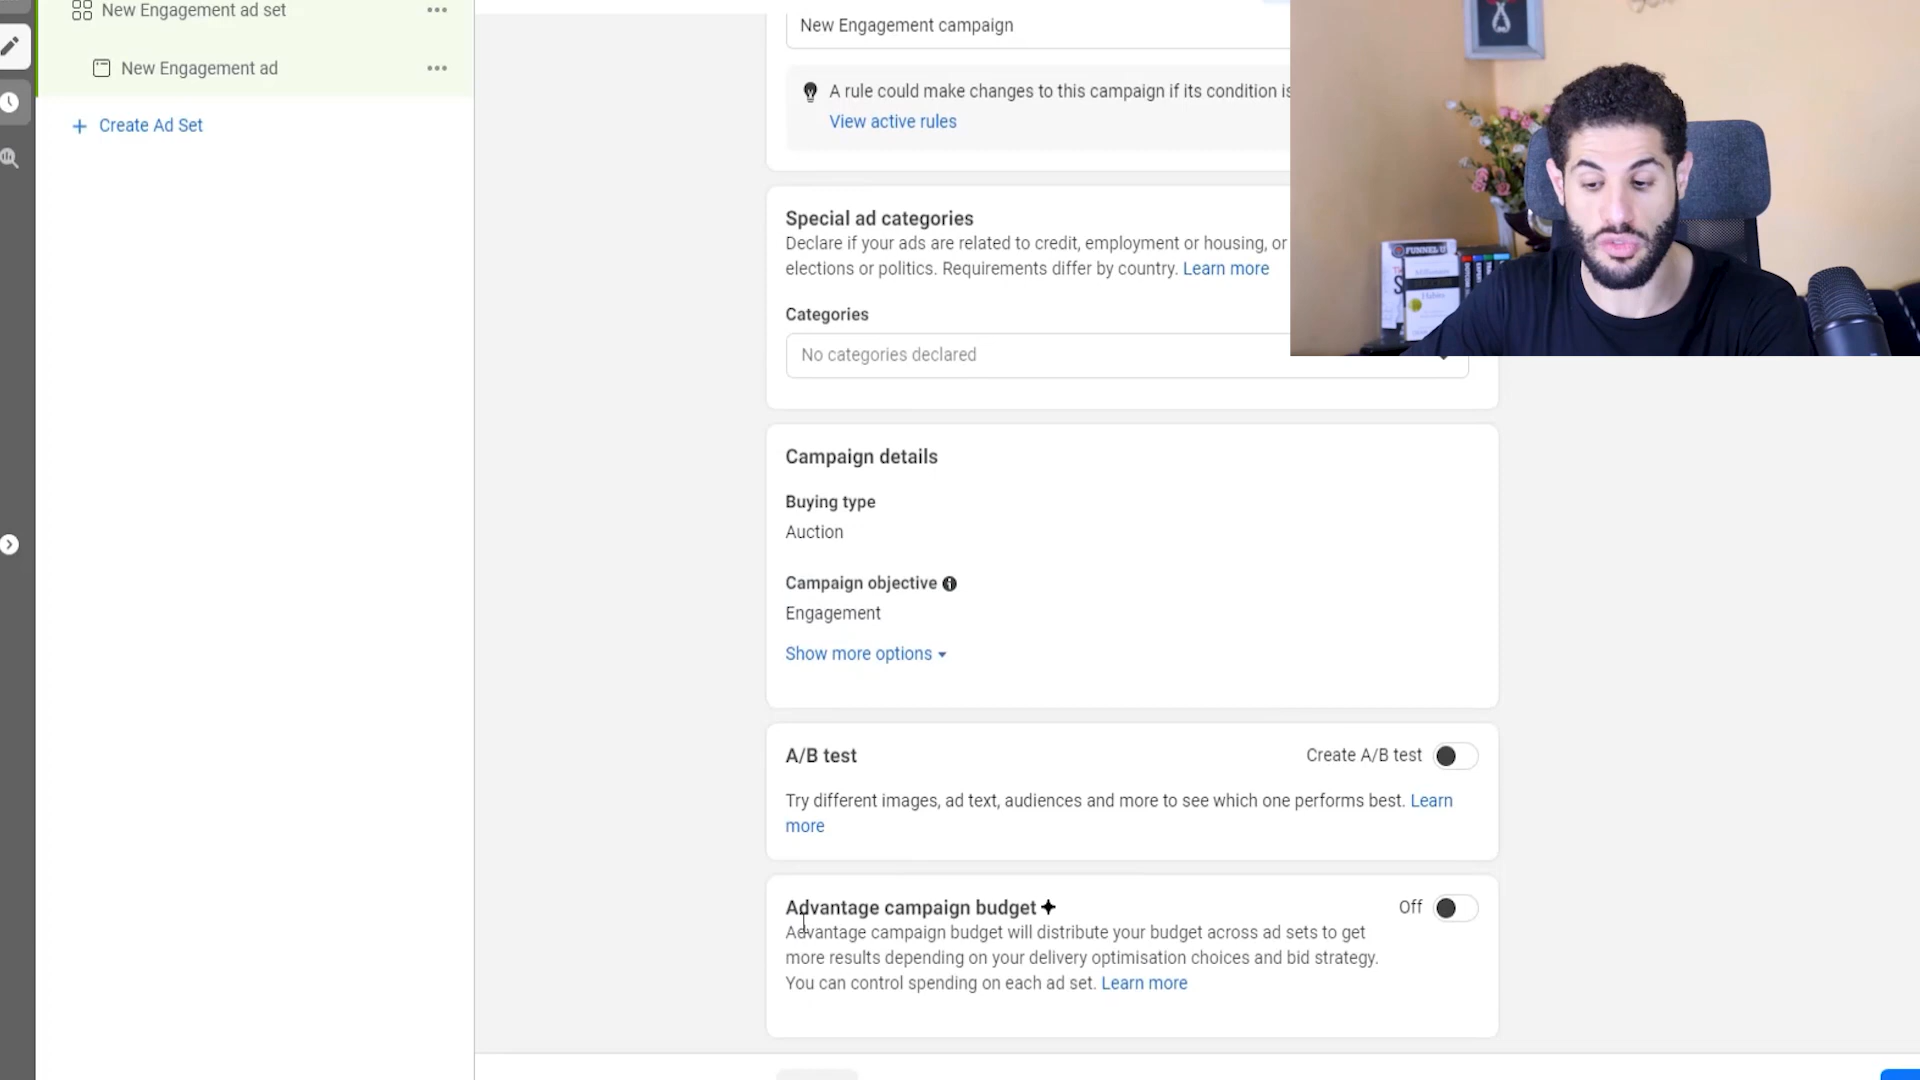 New Engagement ad set
New Engagement ad
Create Ad Set
New Engagement campaign
A rule could make changes to this campaign if its condition is
View active rules
Special ad categories
Declare if your ads are related to credit, employment or housing, or
elections or politics. Requirements differ by country. Learn more
Categories
No categories declared
Campaign details
Buying type
Auction
Campaign objective
Engagement
Show more options
A/B test
Create A/B test
Try different images, ad text, audiences and more to see which one performs best. Learn
more
Advantage campaign budget
Off
Advantage campaign budget will distribute your budget across ad sets to get
more results depending on your delivery optimisation choices and bid strategy.
You can control spending on each ad set. Learn more
FUNNEL